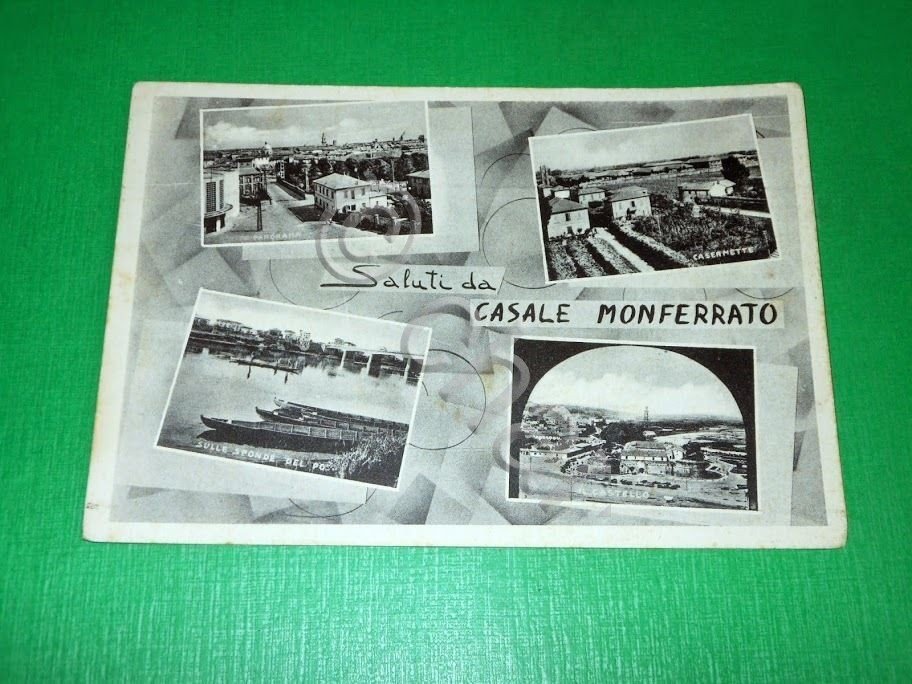 PANORAMA
CASERMETTE
Saluti da
CASALE MONFERRATO
SULLE SPONDE DEL PO
CASTELLO